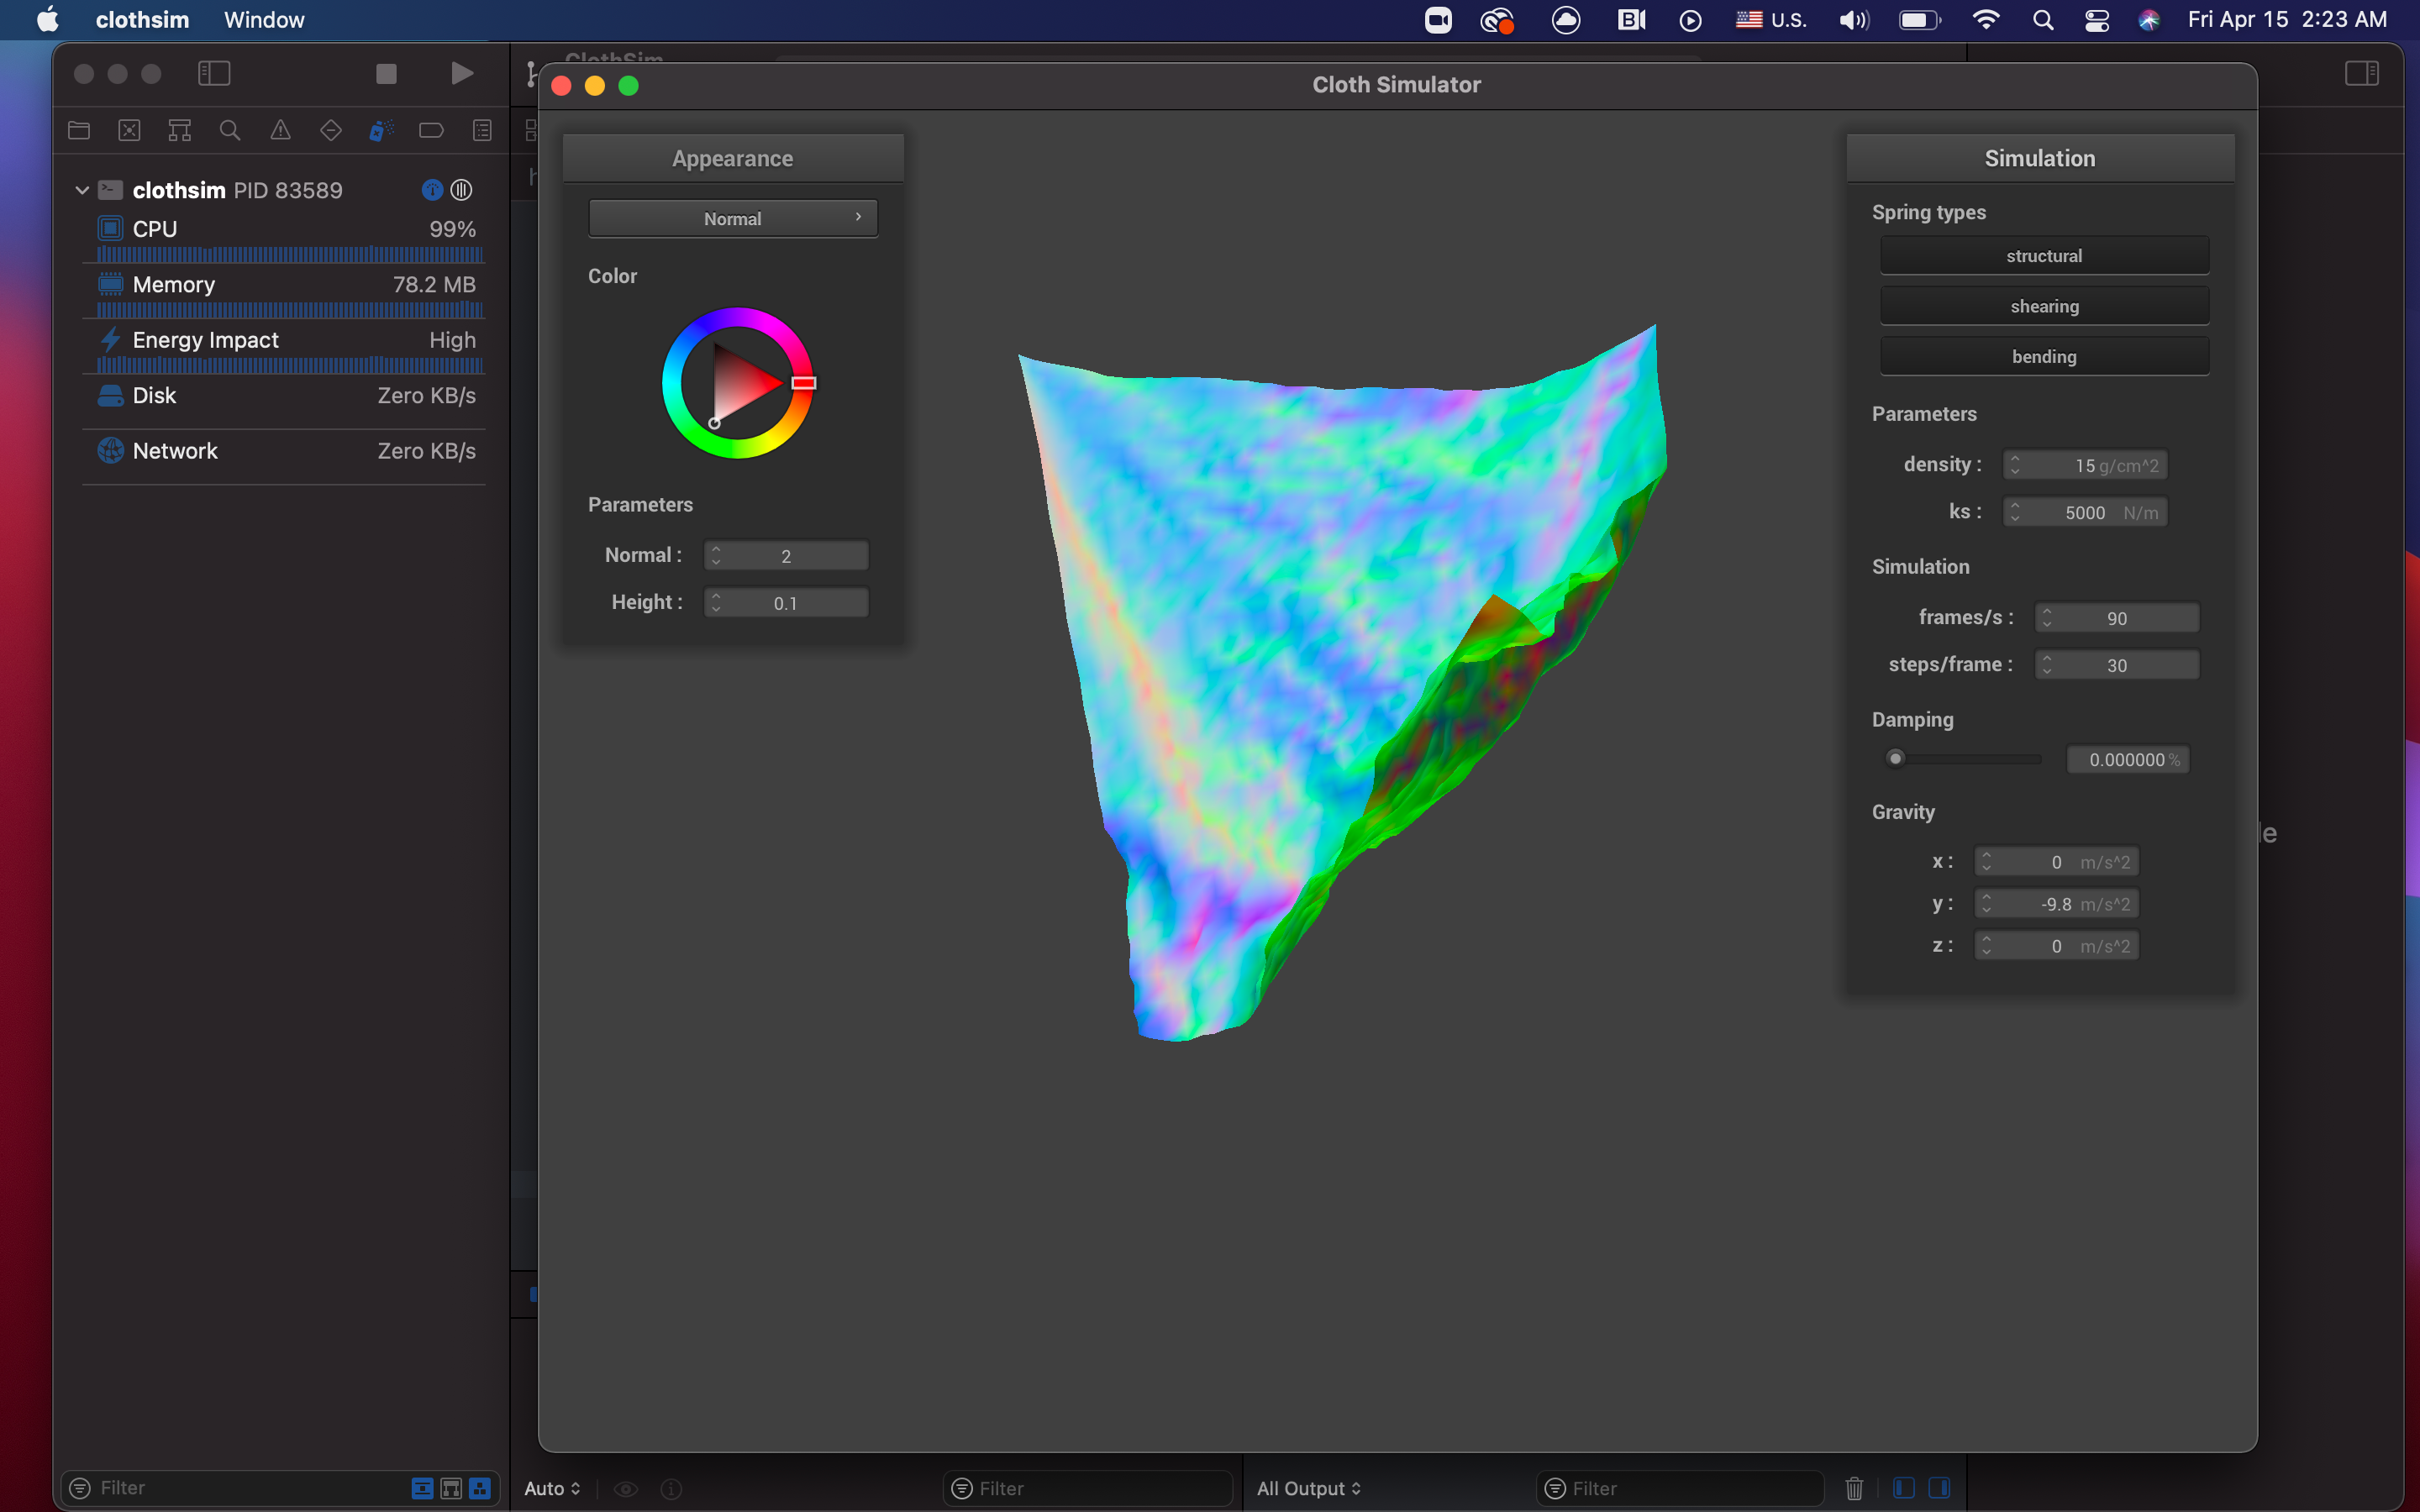 clothsim Window U.S. Fri Apr 15 2:23 AM
ClothSim
Cloth Simulator
clothsim PID 83589
CPU 99%
Memory 78.2 MB
Energy Impact High
Disk Zero KB/s
Network Zero KB/s
Appearance
Normal
Color
Parameters
Normal : 2
Height : 0.1
Simulation
Spring types
structural
shearing
bending
Parameters
density : 15 g/cm^2
ks : 5000 N/m
Simulation
frames/s : 90
steps/frame : 30
Damping
0.000000 %
Gravity
x : 0 m/s^2
y : -9.8 m/s^2
z : 0 m/s^2
Filter
Auto
Filter
All Output
Filter